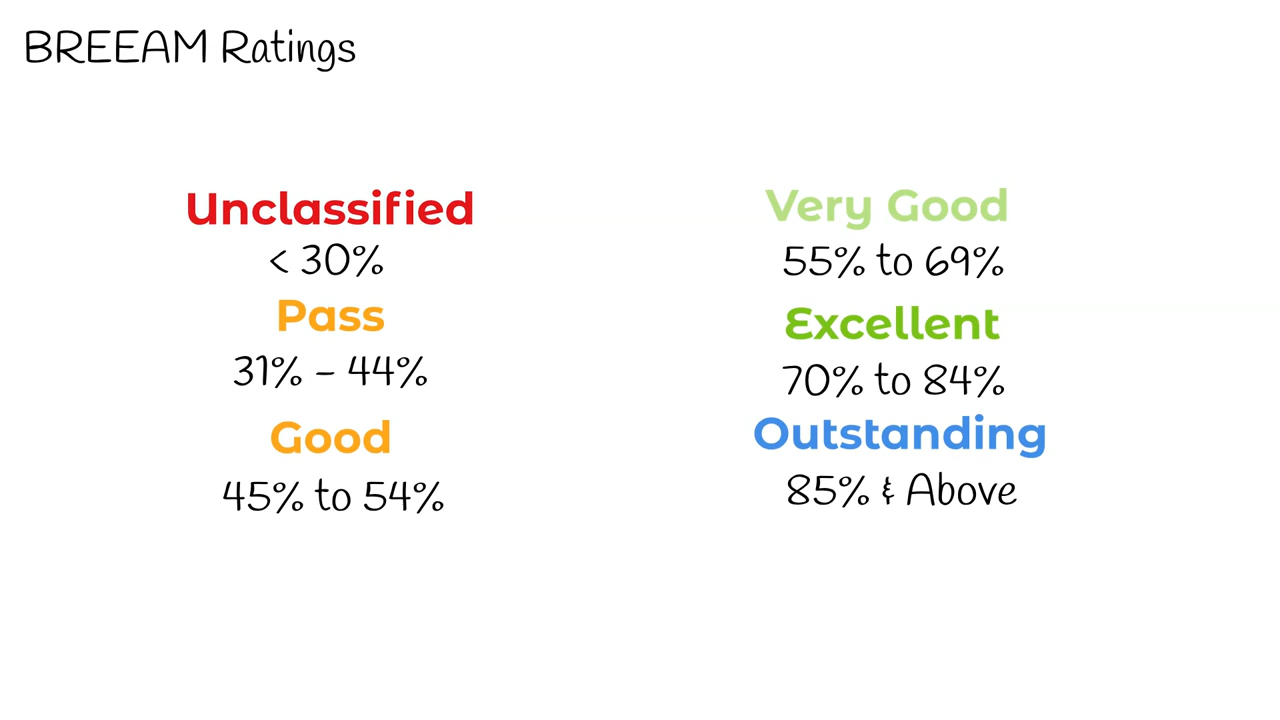 BREEAM Ratings
Unclassified
< 30%
Pass
31% - 44%
Good
45% to 54%
Very Good
55% to 69%
Excellent
70% to 84%
Outstanding
85% & Above